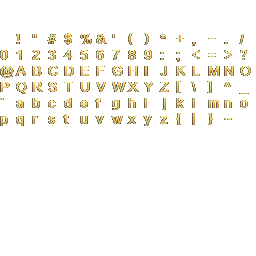 ! " # $ % & ' ( ) * + , - . /
0 1 2 3 4 5 6 7 8 9 : ; < = > ?
@ A B C D E F G H I J K L M N O
P Q R S T U V W X Y Z [ \ ] ^ _
` a b c d e f g h i j k l m n o
p q r s t u v w x y z { | } ~